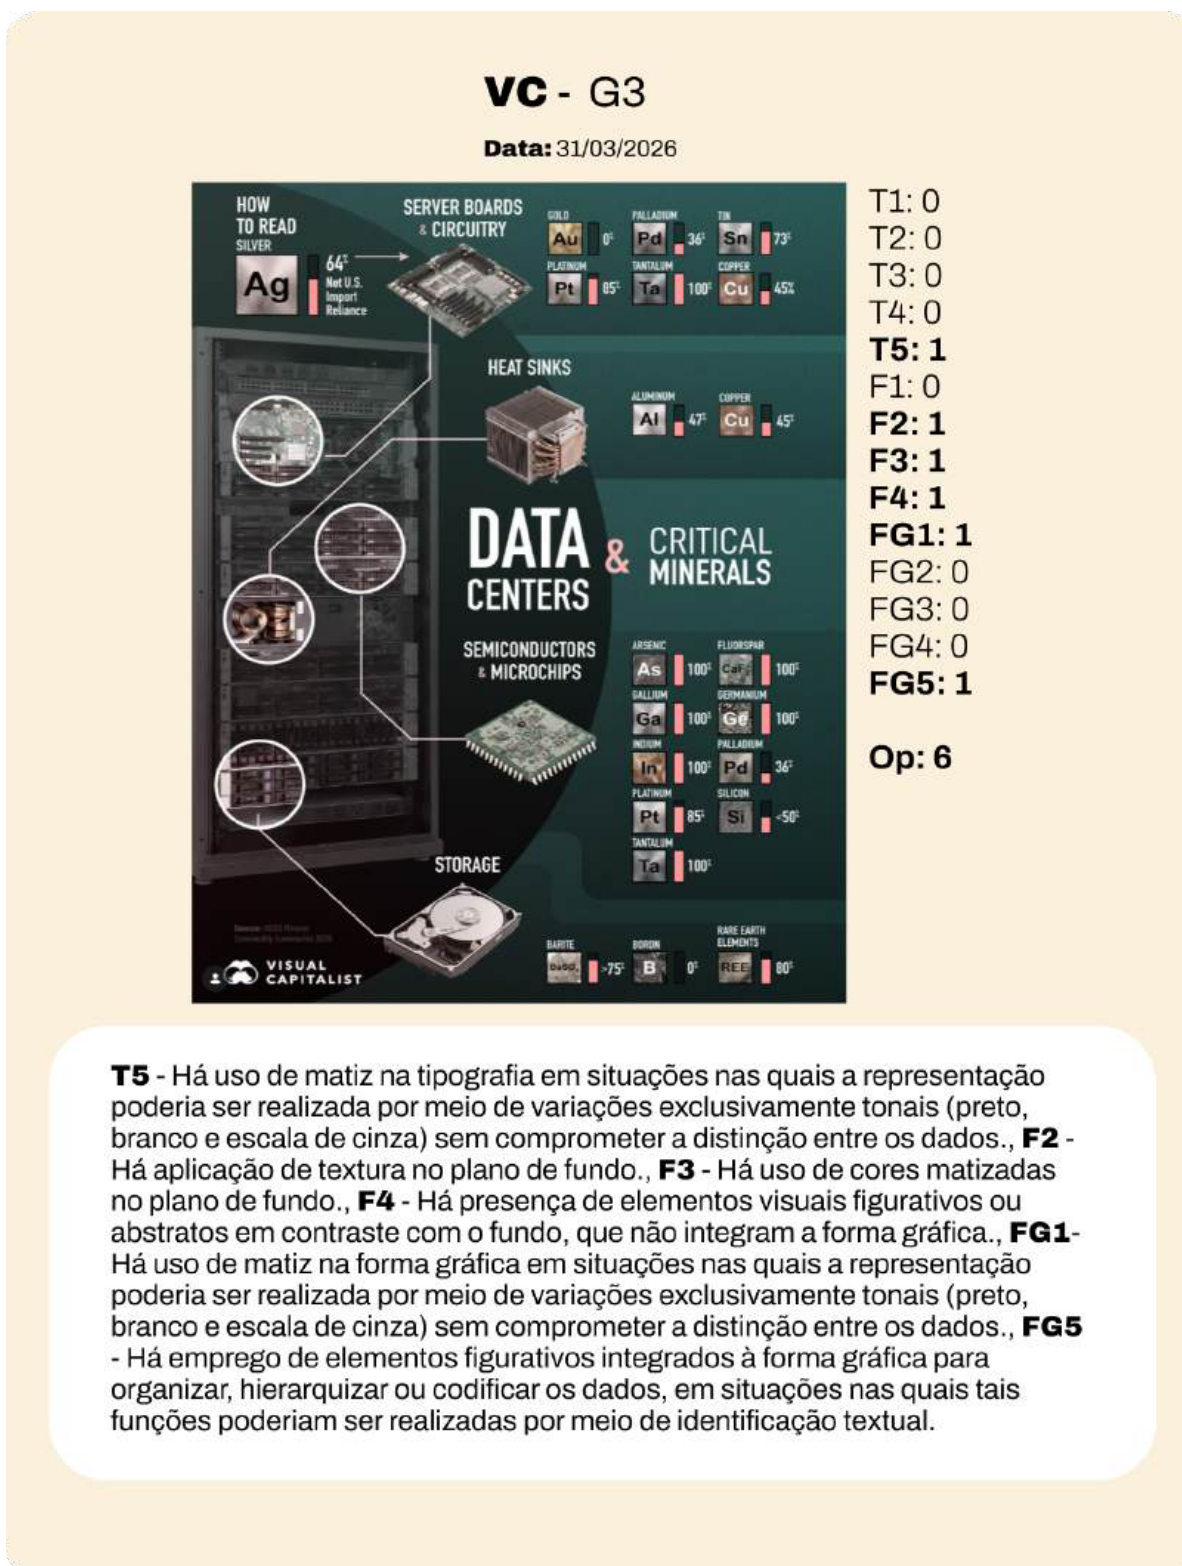 VC - G3
Data: 31/03/2026
HOW
TO READ
SILVER
Ag
64%
Net U.S.
Import
Reliance
SERVER BOARDS
& CIRCUITRY
GOLD
Au 0%
PALLADIUM
Pd 36%
TIN
Sn 73%
PLATINUM
Pt 85%
TANTALUM
Ta 100%
COPPER
Cu 45%
HEAT SINKS
ALUMINUM
Al 47%
COPPER
Cu 45%
DATA
CENTERS
&
CRITICAL
MINERALS
SEMICONDUCTORS
& MICROCHIPS
ARSENIC
As 100%
FLUORSPAR
CaF₂ 100%
GALLIUM
Ga 100%
GERMANIUM
Ge 100%
INDIUM
In 100%
PALLADIUM
Pd 36%
PLATINUM
Pt 85%
SILICON
Si <50%
TANTALUM
Ta 100%
STORAGE
BARITE
BaSO₄ >75%
BORON
B 0%
RARE EARTH
ELEMENTS
REE 80%
VISUAL
CAPITALIST
T1: 0
T2: 0
T3: 0
T4: 0
T5: 1
F1: 0
F2: 1
F3: 1
F4: 1
FG1: 1
FG2: 0
FG3: 0
FG4: 0
FG5: 1
Op: 6
T5 - Há uso de matiz na tipografia em situações nas quais a representação
poderia ser realizada por meio de variações exclusivamente tonais (preto,
branco e escala de cinza) sem comprometer a distinção entre os dados., F2 -
Há aplicação de textura no plano de fundo., F3 - Há uso de cores matizadas
no plano de fundo., F4 - Há presença de elementos visuais figurativos ou
abstratos em contraste com o fundo, que não integram a forma gráfica., FG1-
Há uso de matiz na forma gráfica em situações nas quais a representação
poderia ser realizada por meio de variações exclusivamente tonais (preto,
branco e escala de cinza) sem comprometer a distinção entre os dados., FG5
- Há emprego de elementos figurativos integrados à forma gráfica para
organizar, hierarquizar ou codificar os dados, em situações nas quais tais
funções poderiam ser realizadas por meio de identificação textual.